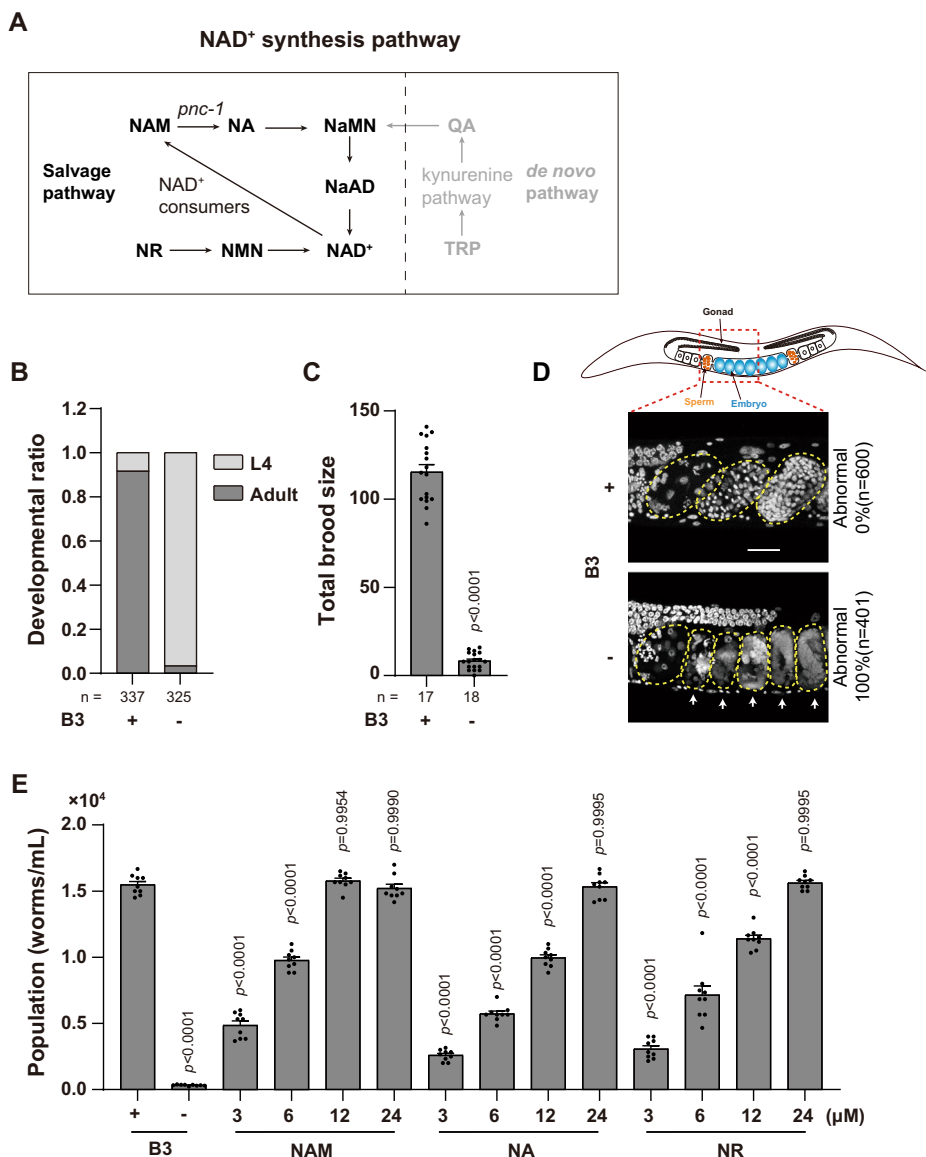 A
NAD⁺ synthesis pathway
pnc-1
NAM NA NaMN QA
Salvage pathway
NAD⁺ consumers
NaAD
kynurenine pathway
de novo pathway
NR NMN NAD⁺ TRP
B
Developmental ratio
1.2
1.0
0.8
0.6
0.4
0.2
0.0
L4
Adult
n = 337 325
B3 + -
C
Total brood size
150
100
50
0
p<0.0001
n = 17 18
B3 + -
D
Gonad
Sperm
Embryo
B3
+
Abnormal
0%(n=600)
-
Abnormal
100%(n=401)
E
×10⁴
Population (worms/mL)
2.0
1.5
1.0
0.5
0.0
p<0.0001
p<0.0001
p<0.0001
p=0.9954
p=0.9990
p<0.0001
p<0.0001
p<0.0001
p=0.9995
p<0.0001
p<0.0001
p<0.0001
p=0.9995
+ - 3 6 12 24 3 6 12 24 3 6 12 24 (μM)
B3 NAM NA NR